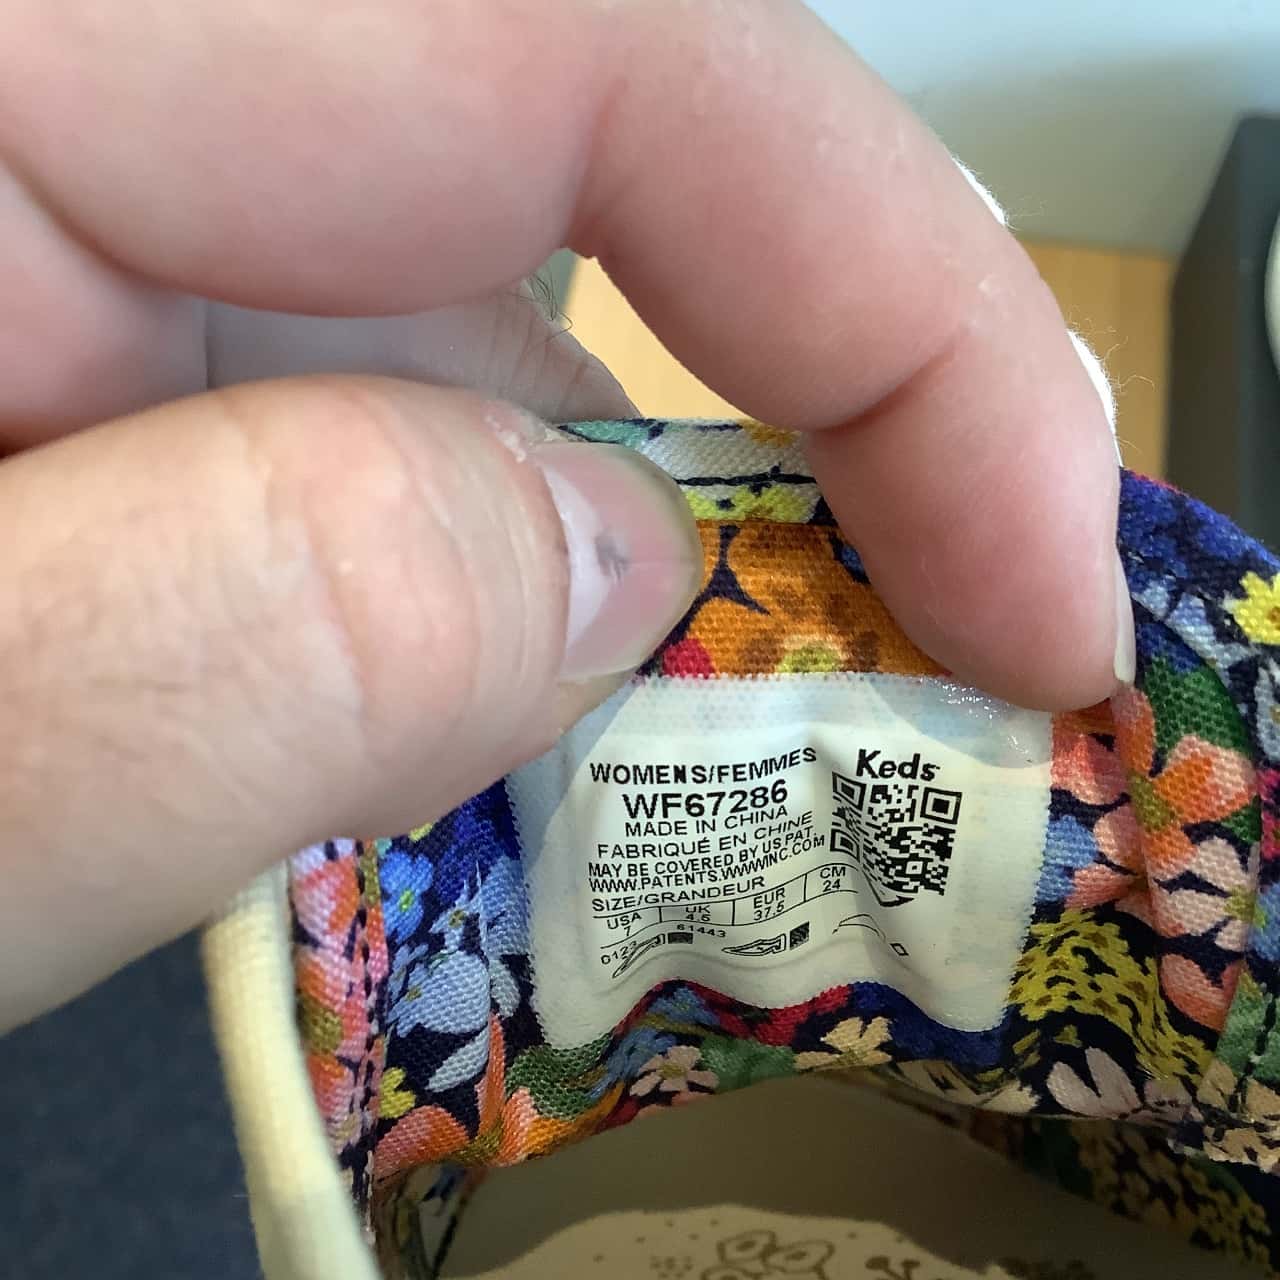 WOMENS/FEMMES
Keds
WF67286
MADE IN CHINA
FABRIQUÉ EN CHINE
MAY BE COVERED BY US PAT.
WWW.PATENTS.WWWINC.COM
SIZE/GRANDEUR
USA UK EUR CM
7 4.5 37.5 24
0123 61443